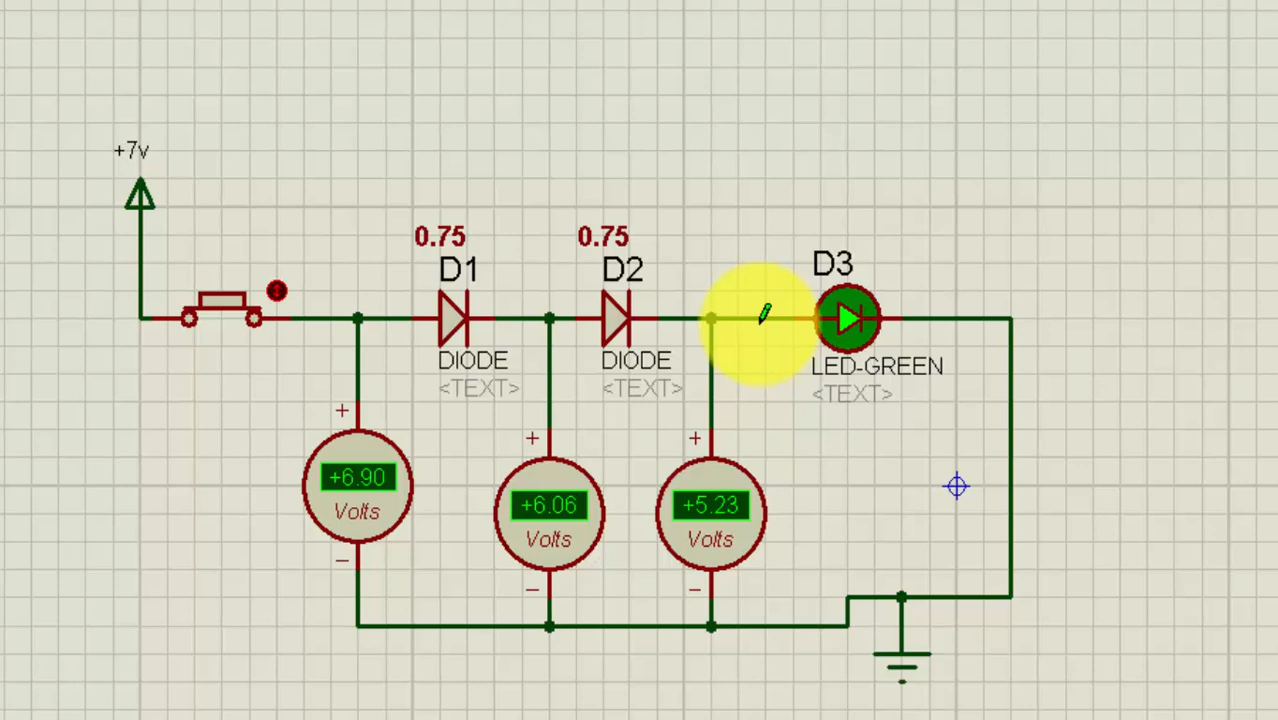 +7v
0.75
0.75
D1
D2
D3
DIODE
<TEXT>
DIODE
<TEXT>
LED-GREEN
<TEXT>
+
+
+
+6.90
Volts
+6.06
Volts
+5.23
Volts
−
−
−